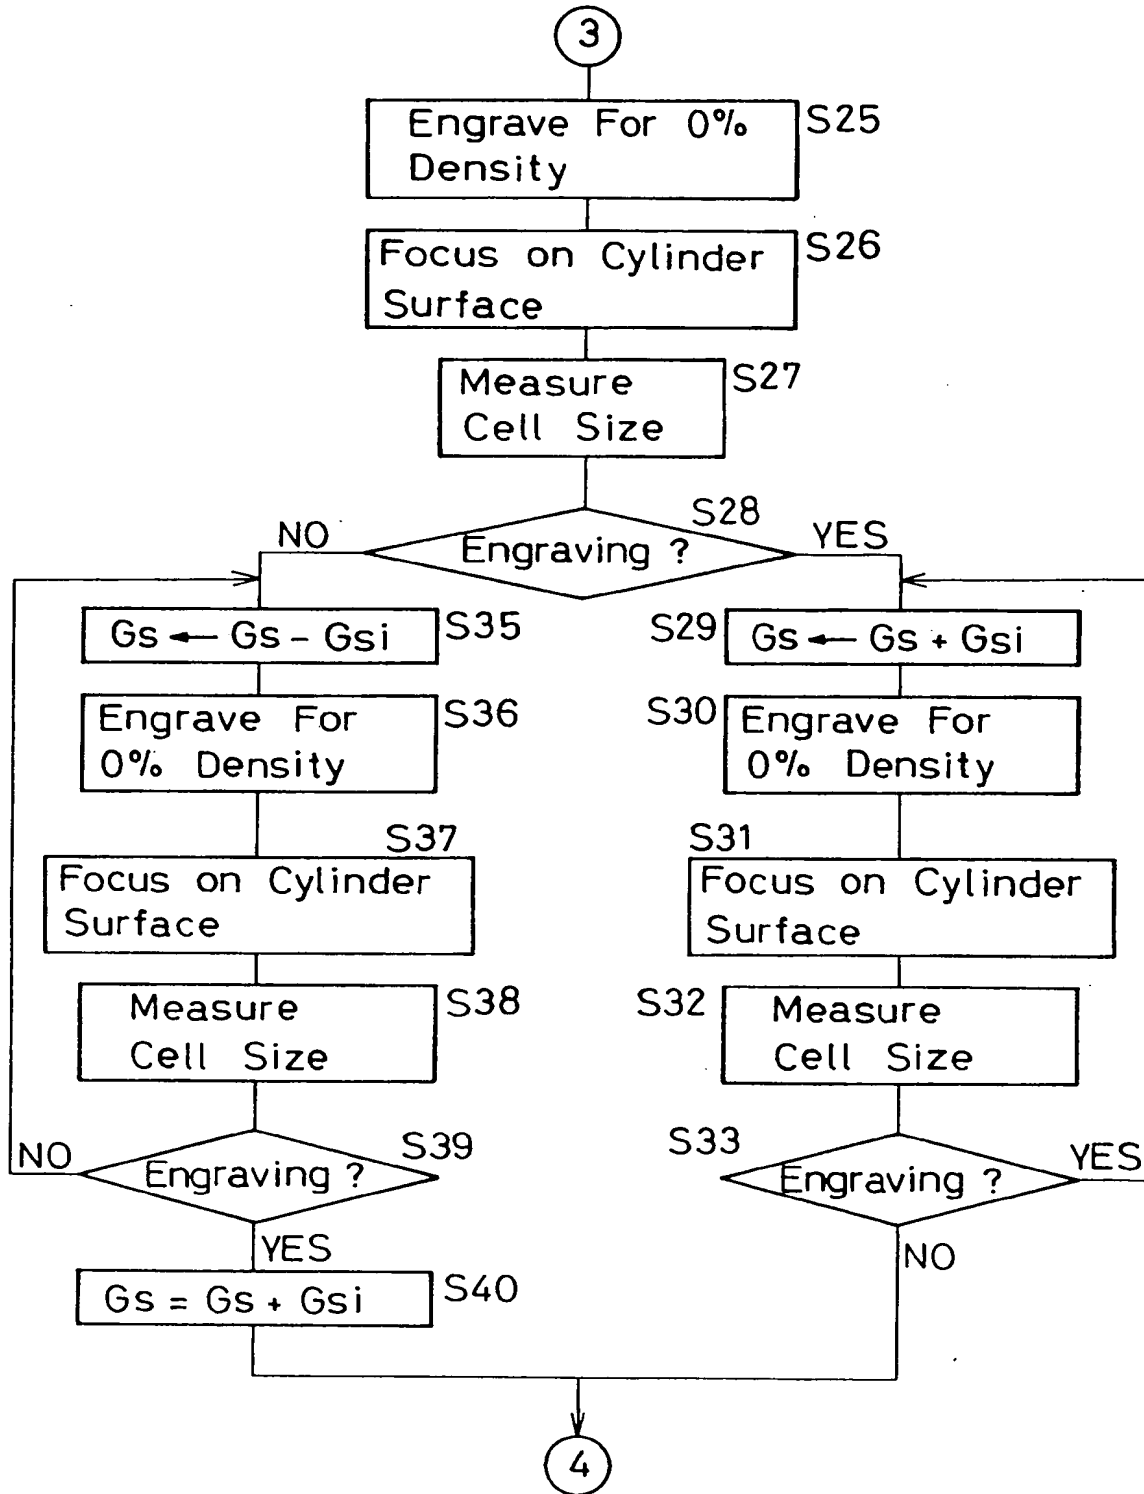 3
Engrave For 0%
Density
S25
Focus on Cylinder
Surface
S26
Measure
Cell Size
S27
S28
NO
Engraving ?
YES
Gs ← Gs - Gsi
S35
S29
Gs ← Gs + Gsi
Engrave For
0% Density
S36
S30
Engrave For
0% Density
S37
Focus on Cylinder
Surface
S31
Focus on Cylinder
Surface
Measure
Cell Size
S38
S32
Measure
Cell Size
S39
NO
Engraving ?
YES
S33
Engraving ?
YES
NO
Gs = Gs + Gsi
S40
4